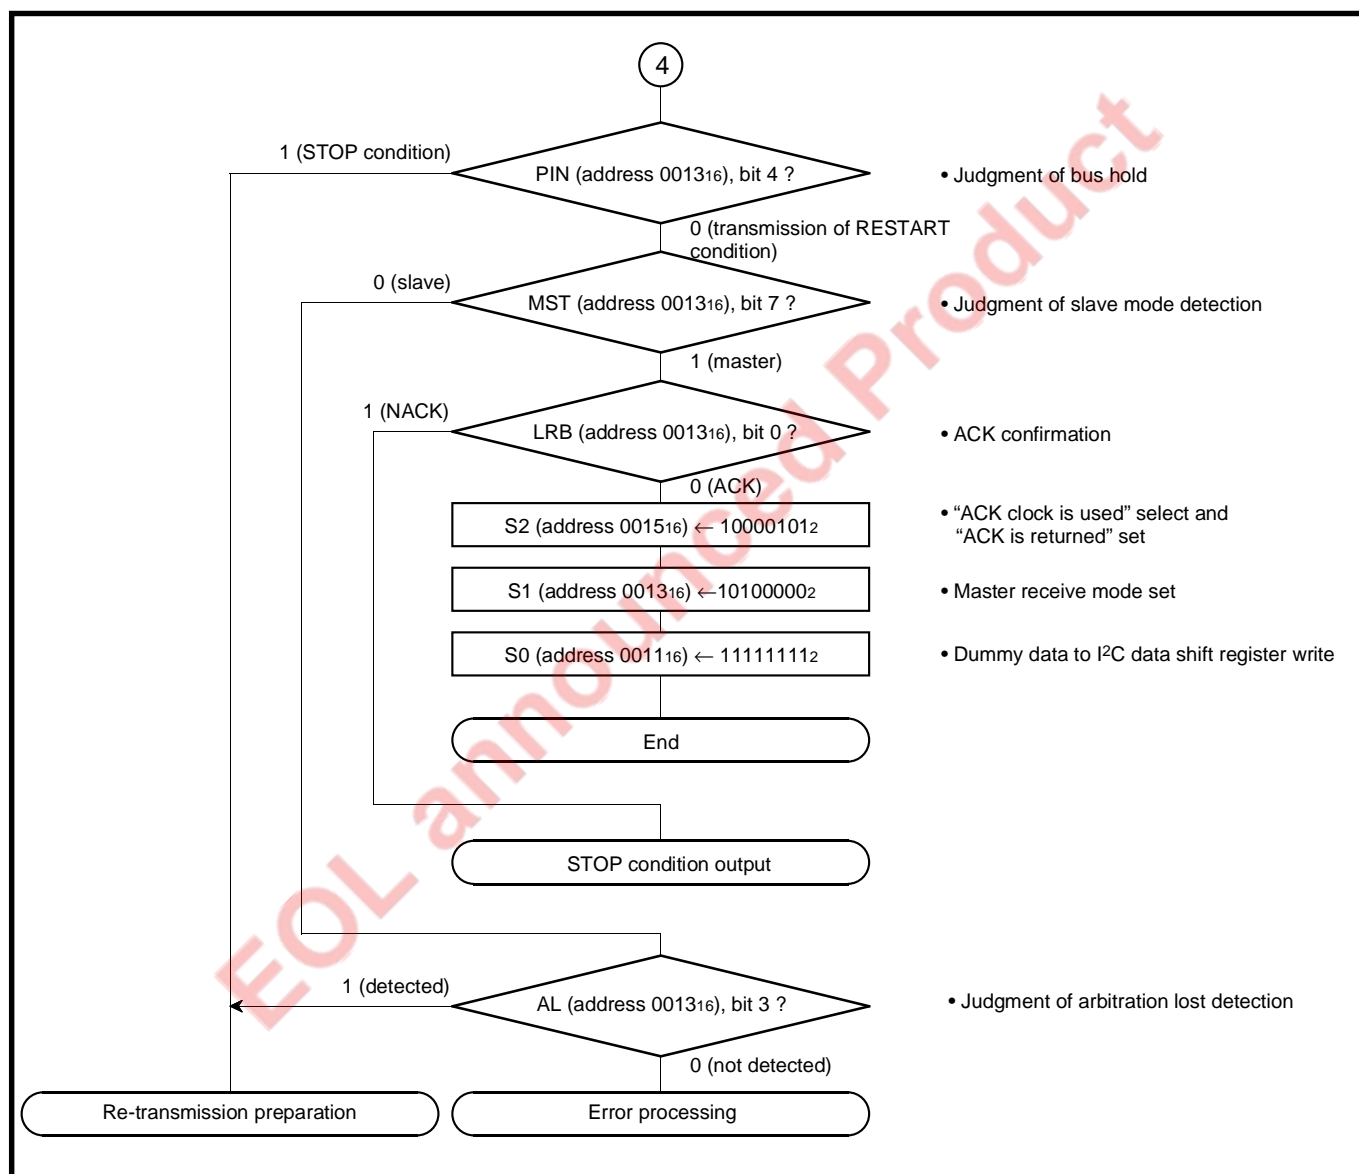 4
1 (STOP condition)
PIN (address 0013₁₆), bit 4 ?
• Judgment of bus hold
0 (transmission of RESTART
condition)
0 (slave)
MST (address 0013₁₆), bit 7 ?
• Judgment of slave mode detection
1 (master)
1 (NACK)
LRB (address 0013₁₆), bit 0 ?
• ACK confirmation
0 (ACK)
S2 (address 0015₁₆) ← 10000101₂
• “ACK clock is used” select and
“ACK is returned” set
S1 (address 0013₁₆) ←10100000₂
• Master receive mode set
S0 (address 0011₁₆) ← 11111111₂
• Dummy data to I²C data shift register write
End
STOP condition output
1 (detected)
AL (address 0013₁₆), bit 3 ?
• Judgment of arbitration lost detection
0 (not detected)
Re-transmission preparation
Error processing
EOL announced Product